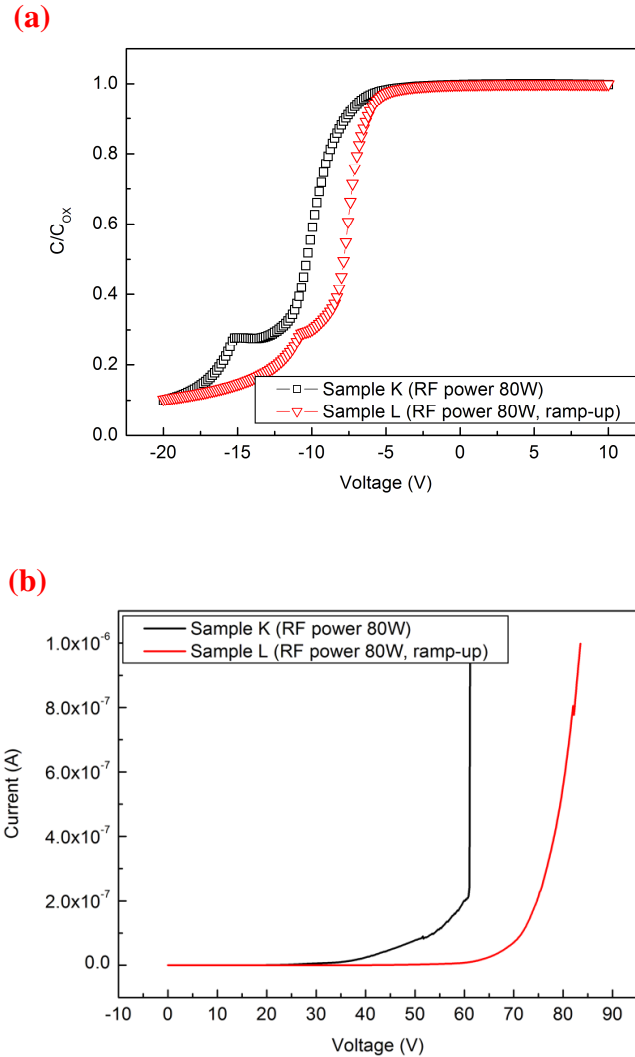 (a)
1.0
0.8
0.6
0.4
0.2
0.0
C/COX
-20 -15 -10 -5 0 5 10
Voltage (V)
Sample K (RF power 80W)
Sample L (RF power 80W, ramp-up)
(b)
Sample K (RF power 80W)
Sample L (RF power 80W, ramp-up)
1.0x10-6
8.0x10-7
6.0x10-7
4.0x10-7
2.0x10-7
0.0
Current (A)
-10 0 10 20 30 40 50 60 70 80 90
Voltage (V)